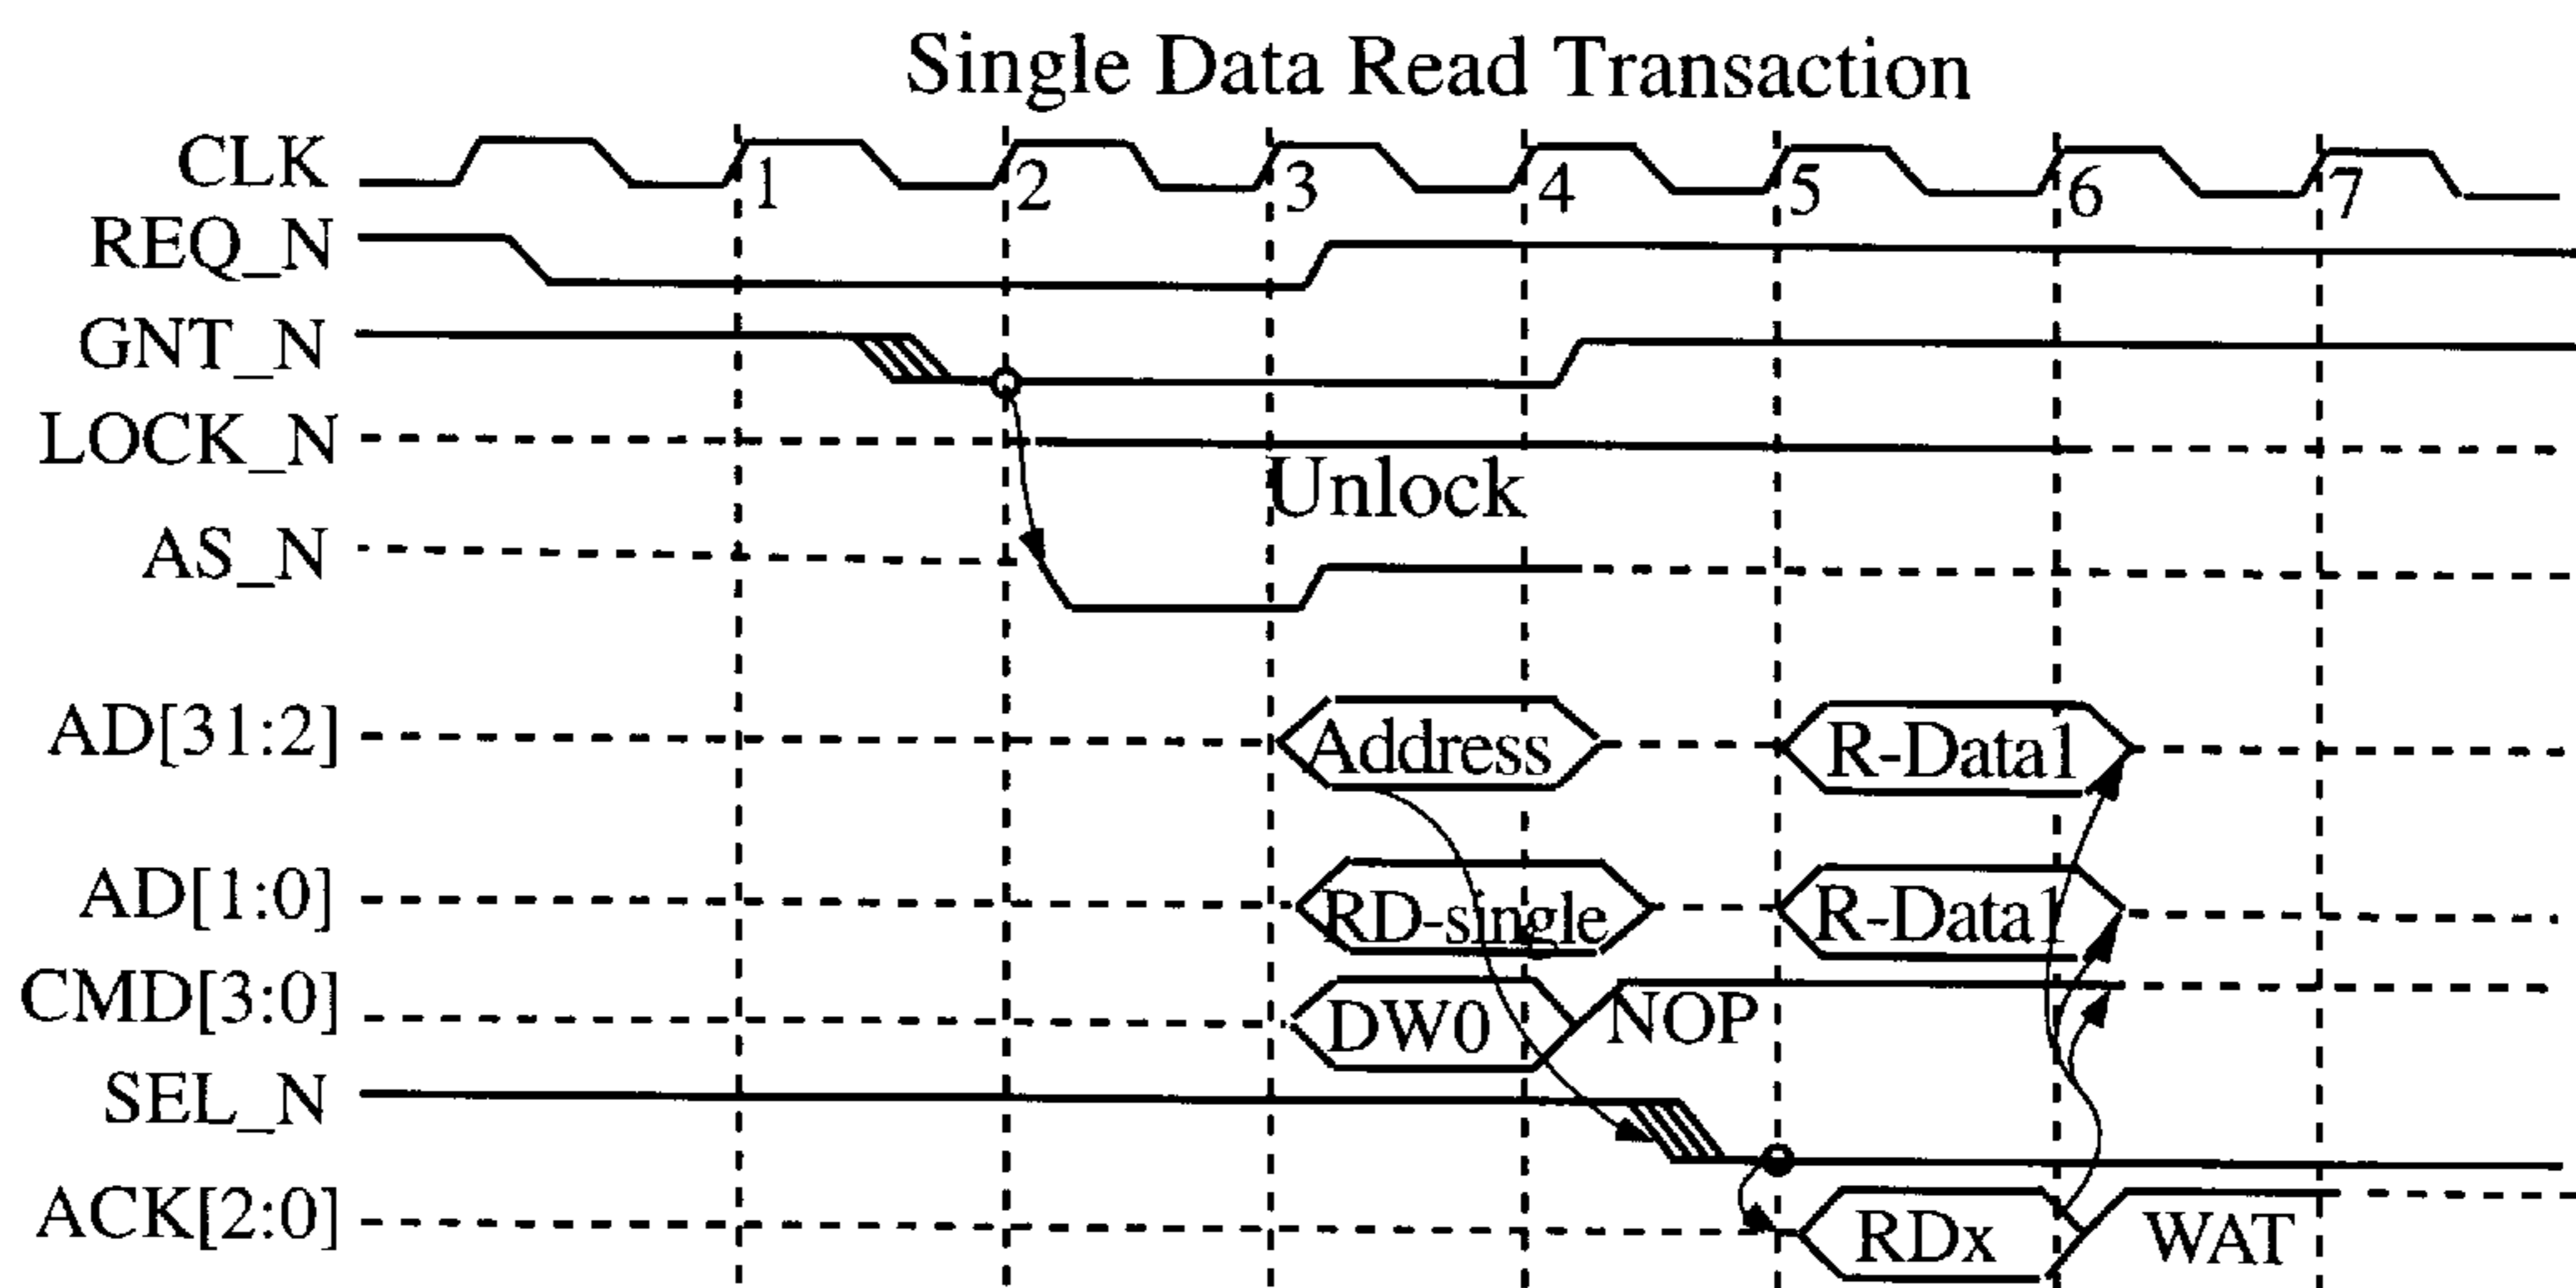 Single Data Read Transaction
CLK 1 2 3 4 5 6 7
REQ_N
GNT_N
LOCK_N
Unlock
AS_N
AD[31:2] Address R-Data1
AD[1:0] RD-single R-Data1
CMD[3:0] DW0 NOP
SEL_N
ACK[2:0] RDx WAT